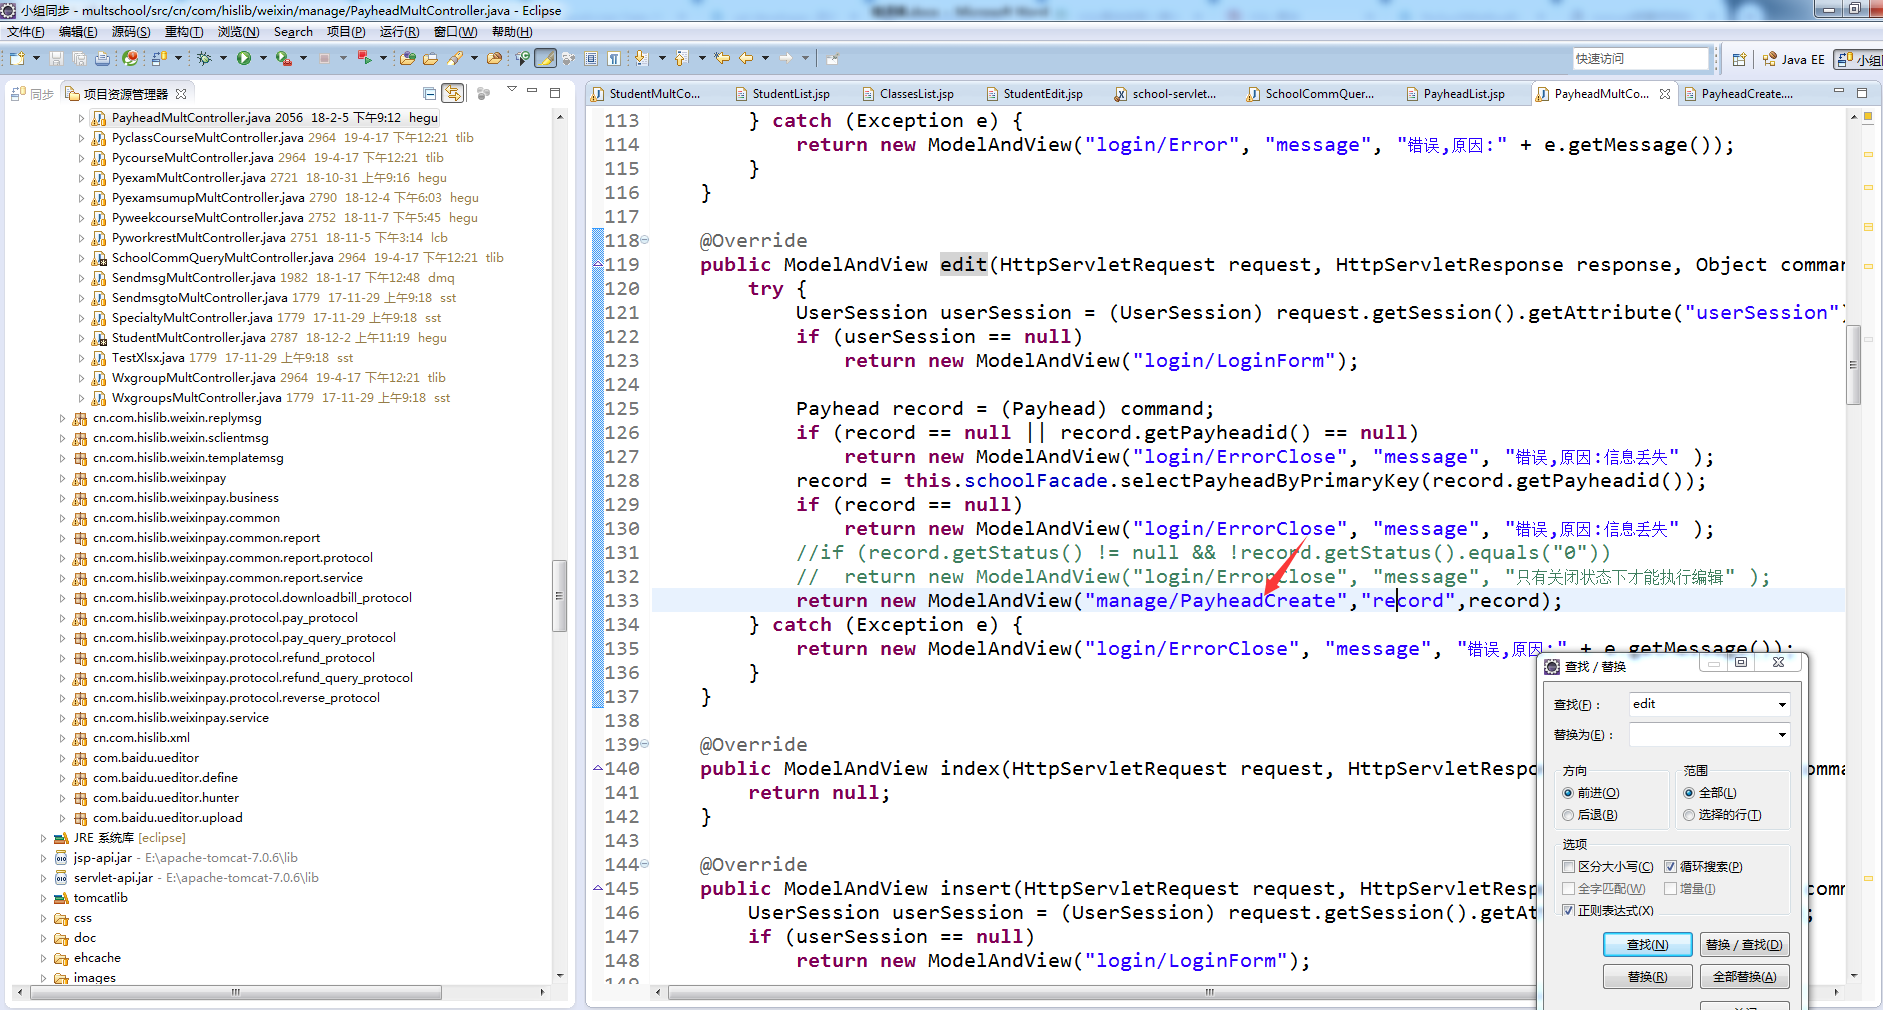 小组同步 - multschool/src/cn/com/hislib/weixin/manage/PayheadMultController.java - Eclipse
文件(F) 编辑(E) 源码(S) 重构(T) 浏览(N) Search 项目(P) 运行(R) 窗口(W) 帮助(H)
快速访问 Java EE 小组
同步 项目资源管理器
StudentMultCo... StudentList.jsp ClassesList.jsp StudentEdit.jsp school-servlet... SchoolCommQuer... PayheadList.jsp PayheadMultCo... PayheadCreate....
PayheadMultController.java 2056 18-2-5 下午9:12 hegu
PyclassCourseMultController.java 2964 19-4-17 下午12:21 tlib
PycourseMultController.java 2964 19-4-17 下午12:21 tlib
PyexamMultController.java 2721 18-10-31 上午9:16 hegu
PyexamsumupMultController.java 2790 18-12-4 下午6:03 hegu
PyweekcourseMultController.java 2752 18-11-7 下午5:45 hegu
PyworkrestMultController.java 2751 18-11-5 下午3:14 lcb
SchoolCommQueryMultController.java 2964 19-4-17 下午12:21 tlib
SendmsgMultController.java 1982 18-1-17 下午12:48 dmq
SendmsgtoMultController.java 1779 17-11-29 上午9:18 sst
SpecialtyMultController.java 1779 17-11-29 上午9:18 sst
StudentMultController.java 2787 18-12-2 上午11:19 hegu
TestXlsx.java 1779 17-11-29 上午9:18 sst
WxgroupMultController.java 2964 19-4-17 下午12:21 tlib
WxgroupsMultController.java 1779 17-11-29 上午9:18 sst
cn.com.hislib.weixin.replymsg
cn.com.hislib.weixin.sclientmsg
cn.com.hislib.weixin.templatemsg
cn.com.hislib.weixinpay
cn.com.hislib.weixinpay.business
cn.com.hislib.weixinpay.common
cn.com.hislib.weixinpay.common.report
cn.com.hislib.weixinpay.common.report.protocol
cn.com.hislib.weixinpay.common.report.service
cn.com.hislib.weixinpay.protocol.downloadbill_protocol
cn.com.hislib.weixinpay.protocol.pay_protocol
cn.com.hislib.weixinpay.protocol.pay_query_protocol
cn.com.hislib.weixinpay.protocol.refund_protocol
cn.com.hislib.weixinpay.protocol.refund_query_protocol
cn.com.hislib.weixinpay.protocol.reverse_protocol
cn.com.hislib.weixinpay.service
cn.com.hislib.xml
com.baidu.ueditor
com.baidu.ueditor.define
com.baidu.ueditor.hunter
com.baidu.ueditor.upload
JRE 系统库 [eclipse]
jsp-api.jar - E:\apache-tomcat-7.0.6\lib
servlet-api.jar - E:\apache-tomcat-7.0.6\lib
tomcatlib
css
doc
ehcache
images
113 } catch (Exception e) {
114 return new ModelAndView("login/Error", "message", "错误,原因:" + e.getMessage());
115 }
116 }
117
118 @Override
119 public ModelAndView edit(HttpServletRequest request, HttpServletResponse response, Object comman
120 try {
121 UserSession userSession = (UserSession) request.getSession().getAttribute("userSession")
122 if (userSession == null)
123 return new ModelAndView("login/LoginForm");
124
125 Payhead record = (Payhead) command;
126 if (record == null || record.getPayheadid() == null)
127 return new ModelAndView("login/ErrorClose", "message", "错误,原因:信息丢失" );
128 record = this.schoolFacade.selectPayheadByPrimaryKey(record.getPayheadid());
129 if (record == null)
130 return new ModelAndView("login/ErrorClose", "message", "错误,原因:信息丢失" );
131 //if (record.getStatus() != null && !record.getStatus().equals("0"))
132 // return new ModelAndView("login/ErrorClose", "message", "只有关闭状态下才能执行编辑" );
133 return new ModelAndView("manage/PayheadCreate","record",record);
134 } catch (Exception e) {
135 return new ModelAndView("login/ErrorClose", "message", "错误,原因:" + e.getMessage());
136 }
137 }
138
139 @Override
140 public ModelAndView index(HttpServletRequest request, HttpServletRespo omma
141 return null;
142 }
143
144 @Override
145 public ModelAndView insert(HttpServletRequest request, HttpServletResp comm
146 UserSession userSession = (UserSession) request.getSession().getAt ;
147 if (userSession == null)
148 return new ModelAndView("login/LoginForm");
查找 / 替换
查找(F)： edit
替换为(E)：
方向 范围
前进(O) 全部(L)
后退(B) 选择的行(T)
选项
区分大小写(C) 循环搜索(P)
全字匹配(W) 增量(I)
正则表达式(X)
查找(N) 替换 / 查找(D)
替换(R) 全部替换(A)